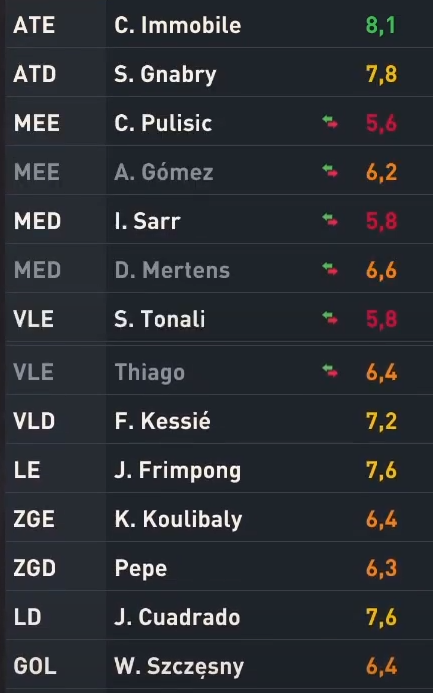 ATE C. Immobile 8,1
ATD S. Gnabry 7,8
MEE C. Pulisic 5,6
MEE A. Gómez 6,2
MED I. Sarr 5,8
MED D. Mertens 6,6
VLE S. Tonali 5,8
VLE Thiago 6,4
VLD F. Kessié 7,2
LE J. Frimpong 7,6
ZGE K. Koulibaly 6,4
ZGD Pepe 6,3
LD J. Cuadrado 7,6
GOL W. Szczęsny 6,4